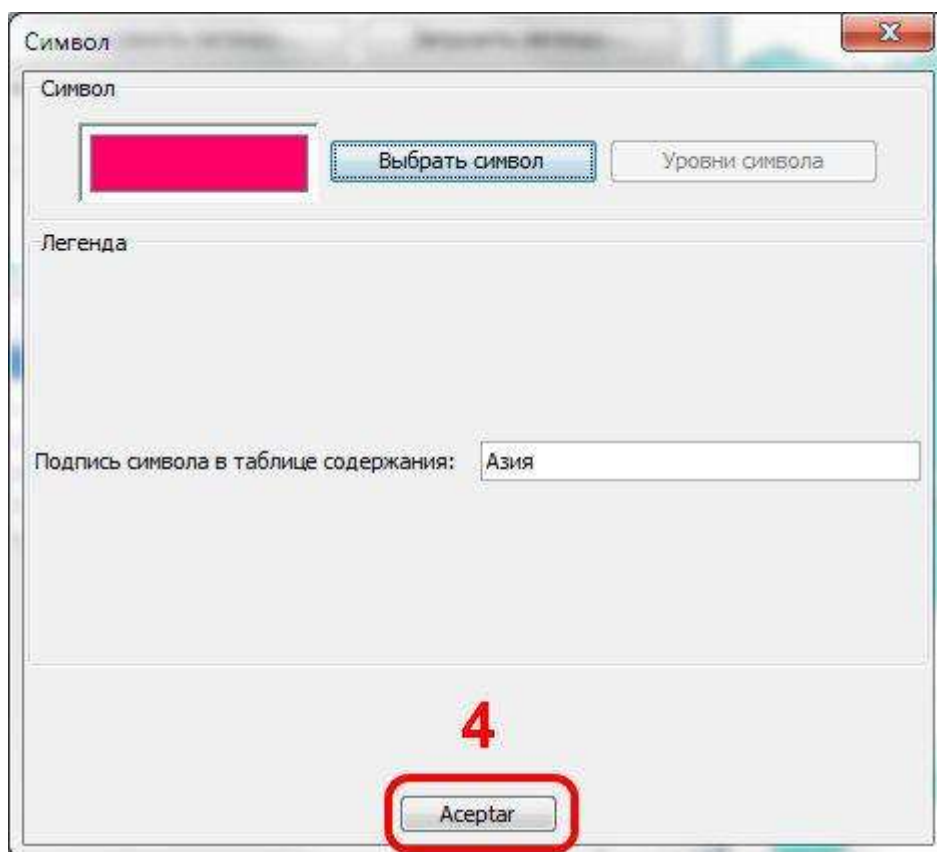 Символ
Символ
Выбрать символ
Уровни символа
Легенда
Подпись символа в таблице содержания:
Азия
4
Aceptar